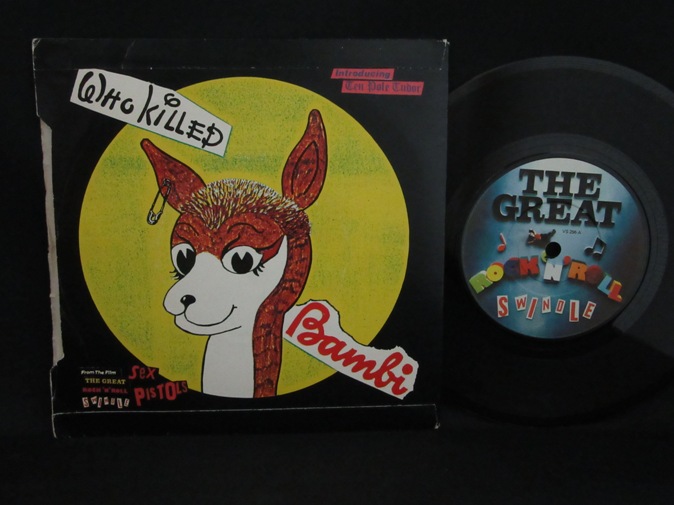 WHO KILLED
Introducing
Ten Pole Tudor
Bambi
From The Film
THE GREAT
ROCK 'N' ROLL
SWINDLE
SEX
PISTOLS
THE
GREAT
ROCK 'N' ROLL
SWINDLE